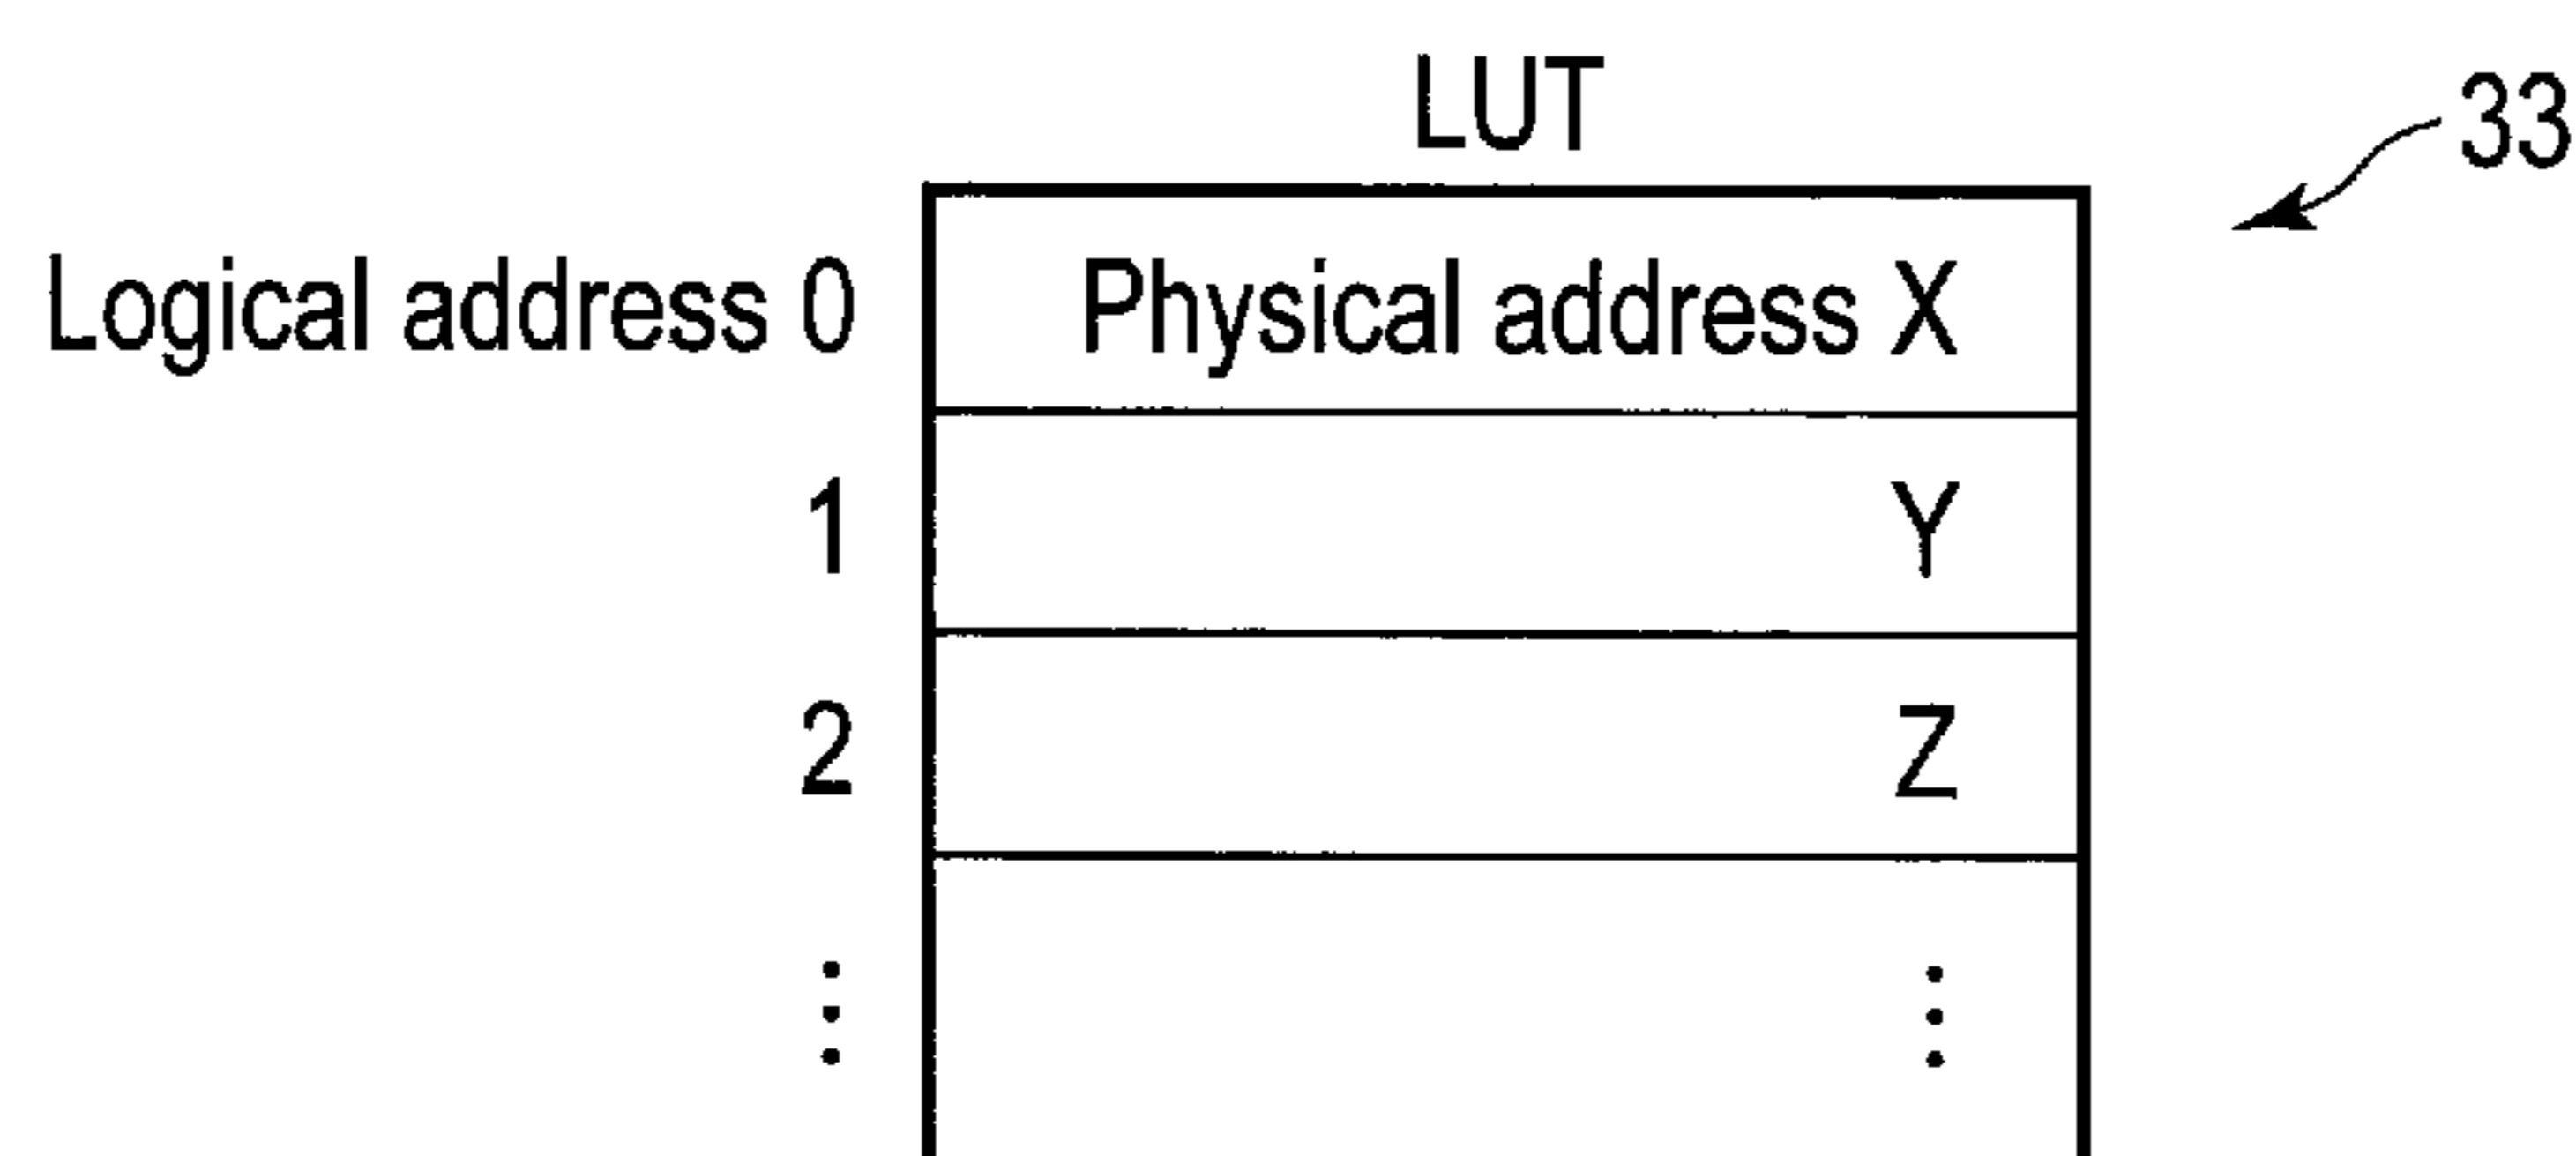 LUT
33
Logical address 0 Physical address X
1 Y
2 Z
⋮ ⋮